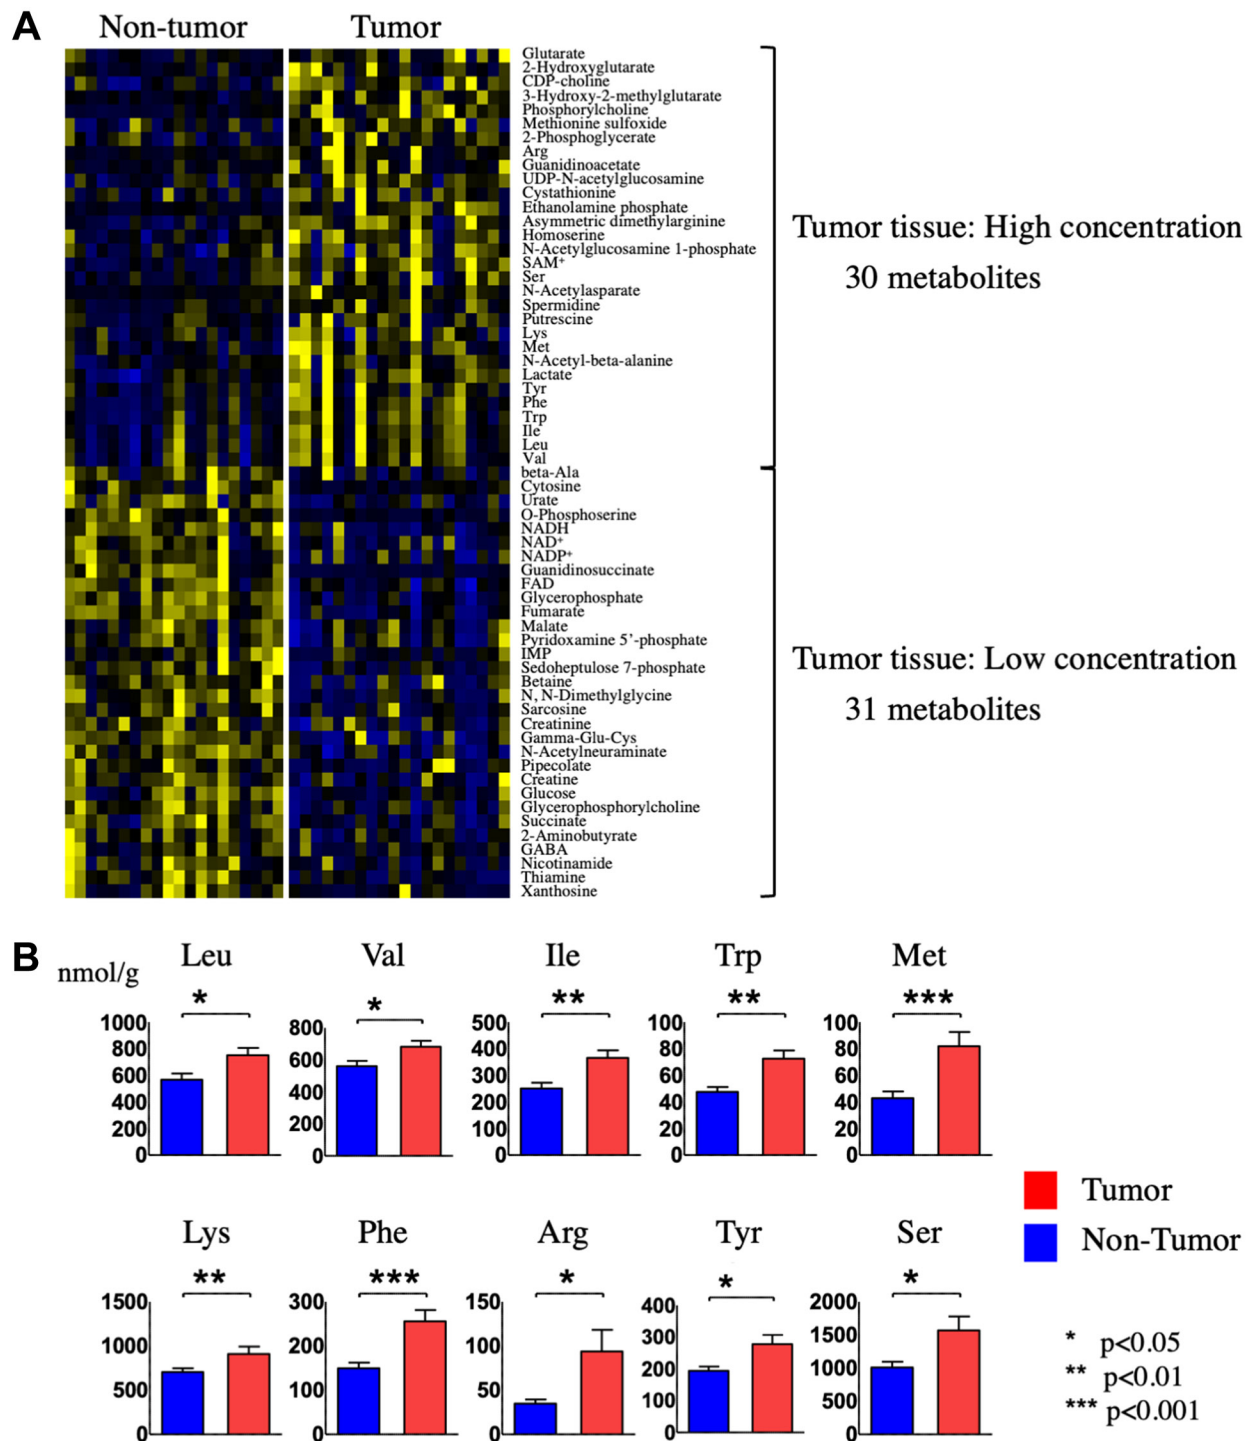 A
Non-tumor Tumor
Glutarate
2-Hydroxyglutarate
CDP-choline
3-Hydroxy-2-methylglutarate
Phosphorylcholine
Methionine sulfoxide
2-Phosphoglycerate
Arg
Guanidinoacetate
UDP-N-acetylglucosamine
Cystathionine
Ethanolamine phosphate
Asymmetric dimethylarginine
Homoserine
N-Acetylglucosamine 1-phosphate
SAM⁺
Ser
N-Acetylasparate
Spermidine
Putrescine
Lys
Met
N-Acetyl-beta-alanine
Lactate
Tyr
Phe
Trp
Ile
Leu
Val
Tumor tissue: High concentration
30 metabolites
beta-Ala
Cytosine
Urate
O-Phosphoserine
NADH
NAD⁺
NADP⁺
Guanidinosuccinate
FAD
Glycerophosphate
Fumarate
Malate
Pyridoxamine 5’-phosphate
IMP
Sedoheptulose 7-phosphate
Betaine
N, N-Dimethylglycine
Sarcosine
Creatinine
Gamma-Glu-Cys
N-Acetylneuraminate
Pipecolate
Creatine
Glucose
Glycerophosphorylcholine
Succinate
2-Aminobutyrate
GABA
Nicotinamide
Thiamine
Xanthosine
Tumor tissue: Low concentration
31 metabolites
B
nmol/g
Leu
*
1000
800
600
400
200
0
Val
*
800
600
400
200
0
Ile
**
500
400
300
200
100
0
Trp
**
100
80
60
40
20
0
Met
***
100
80
60
40
20
0
Lys
**
1500
1000
500
0
Phe
***
300
200
100
0
Arg
*
150
100
50
0
Tyr
*
400
300
200
100
0
Ser
*
2000
1500
1000
500
0
Tumor
Non-Tumor
* p<0.05
** p<0.01
*** p<0.001